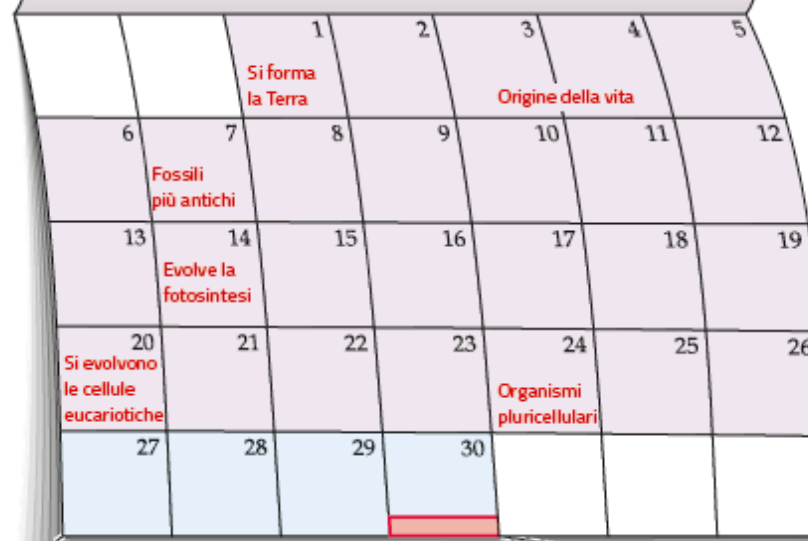 1 2 3 4 5
Si forma
la Terra
Origine della vita
6 7 8 9 10 11 12
Fossili
più antichi
13 14 15 16 17 18 19
Evolve la
fotosintesi
20 21 22 23 24 25 26
Si evolvono
le cellule
eucariotiche
Organismi
pluricellulari
27 28 29 30